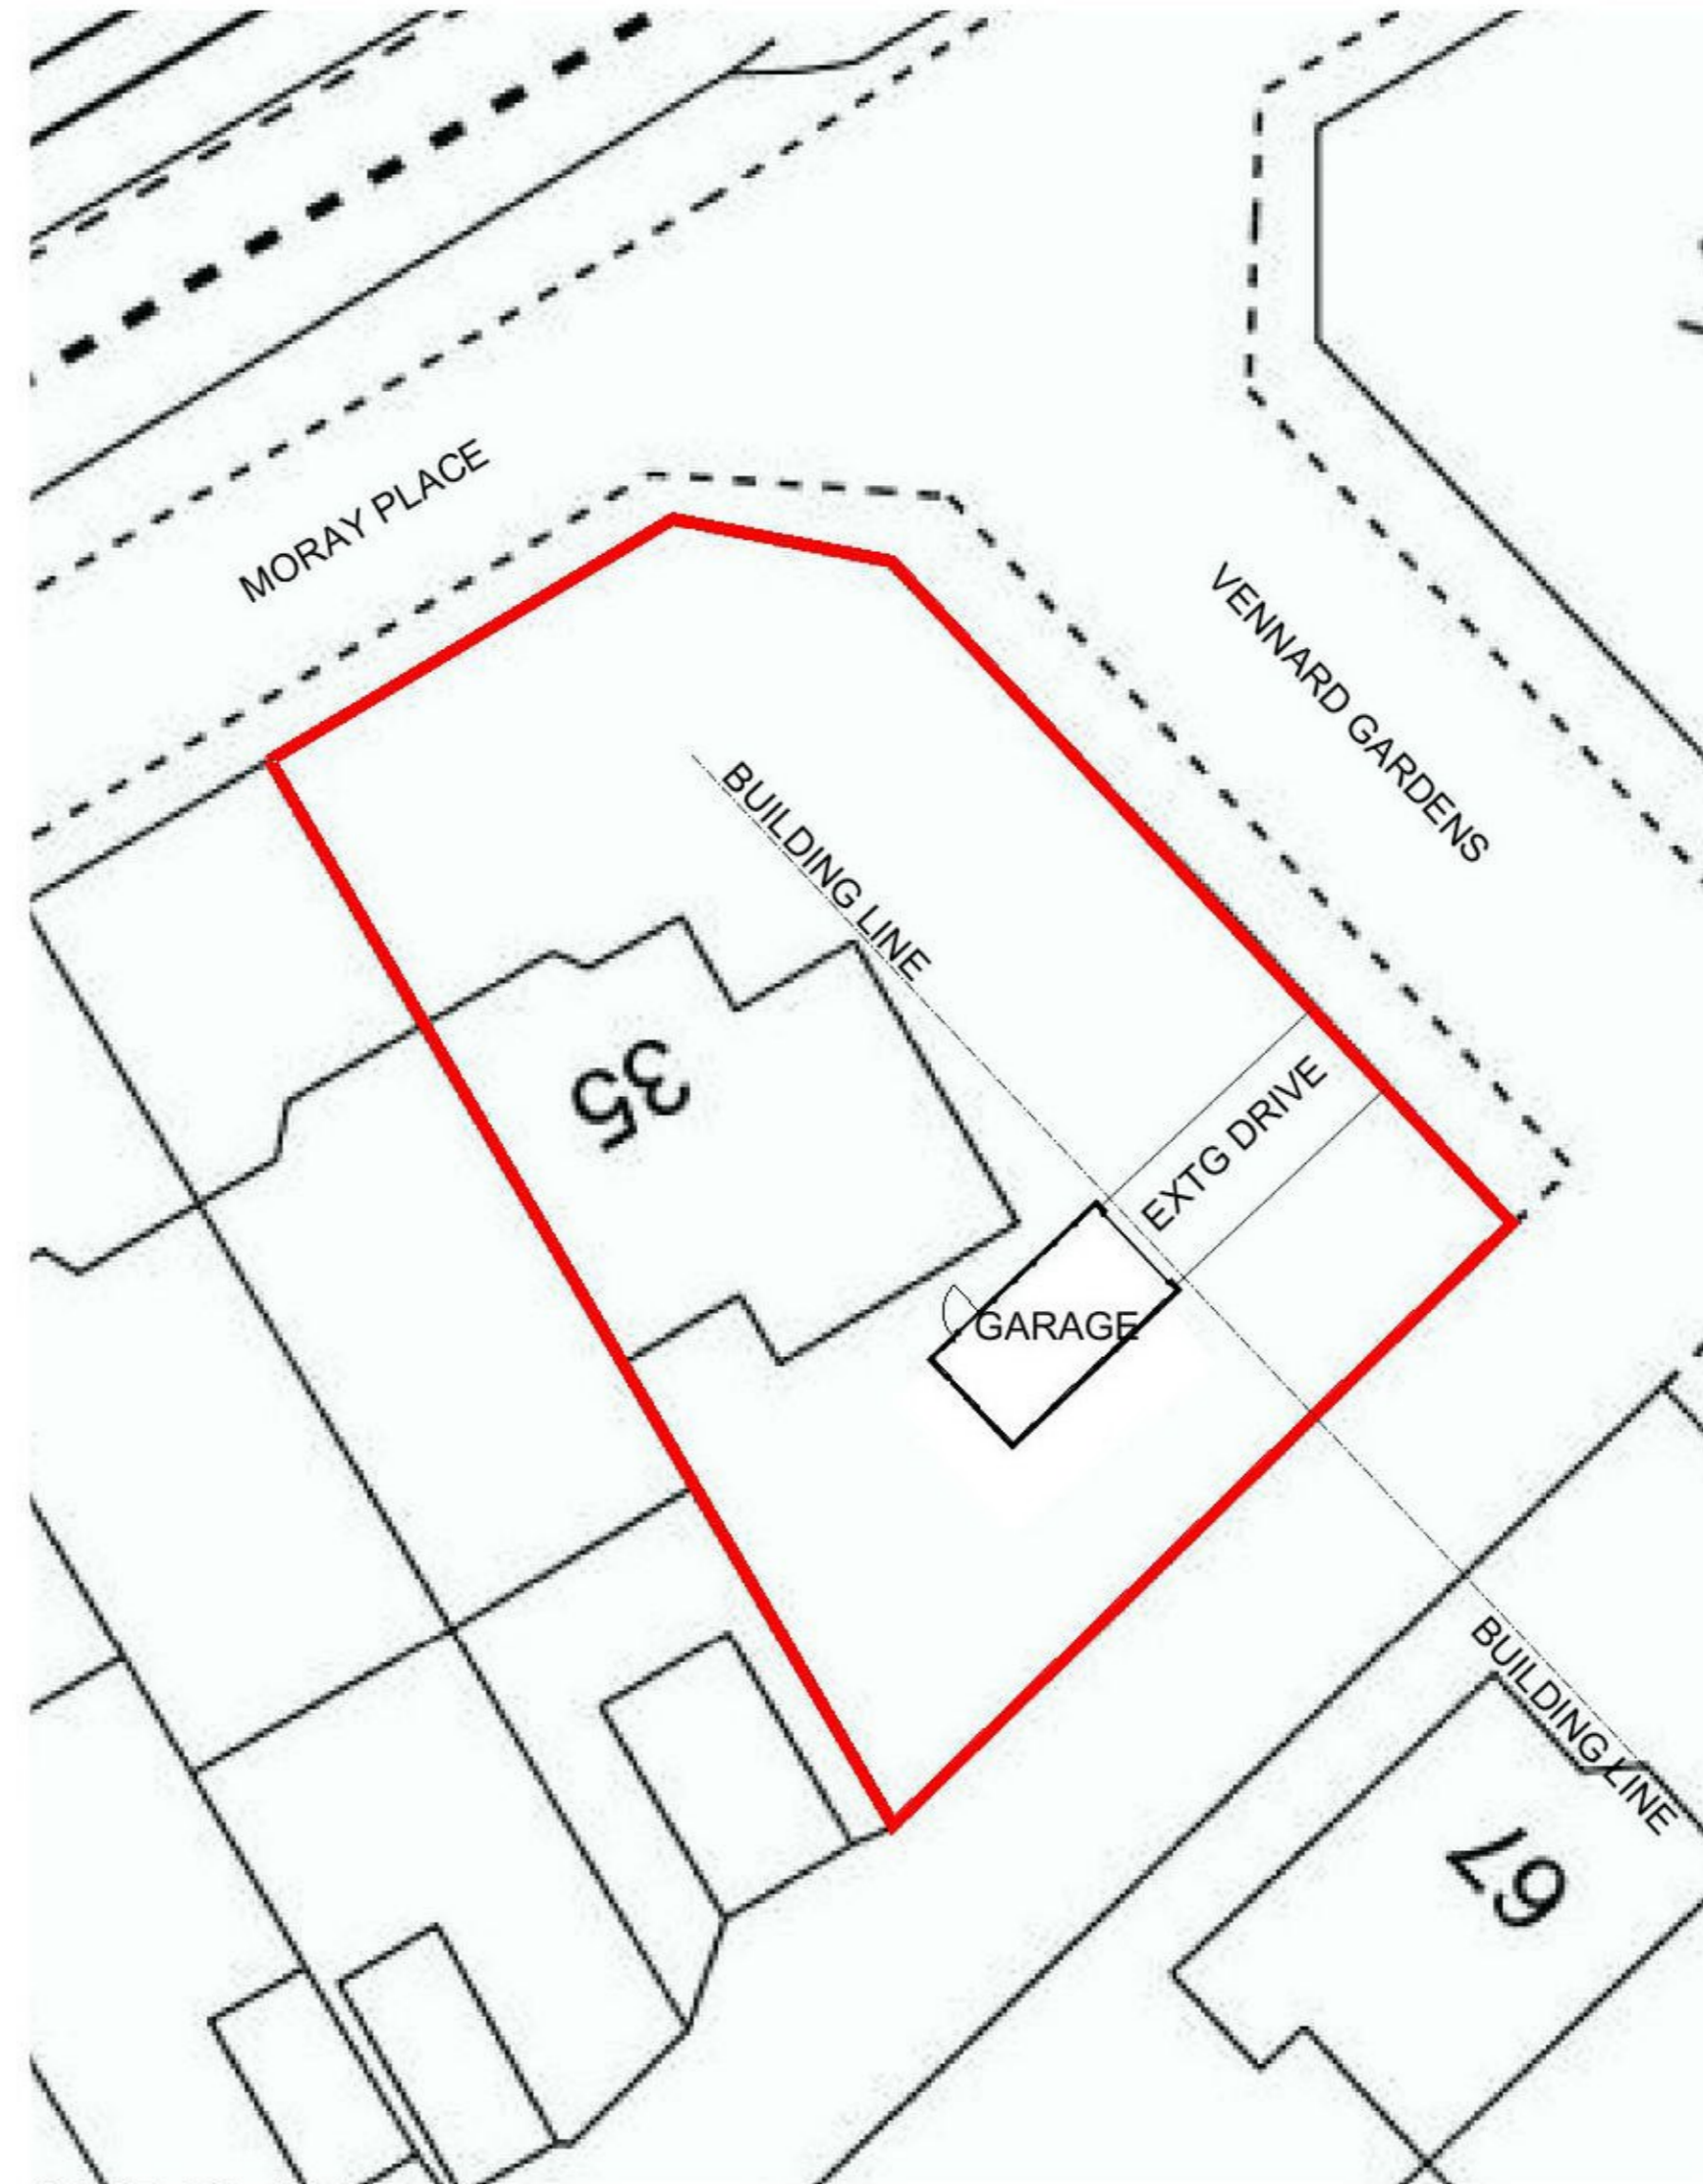 MORAY PLACE
VENNARD GARDENS
BUILDING LINE
35
EXTG DRIVE
GARAGE
BUILDING LINE
67